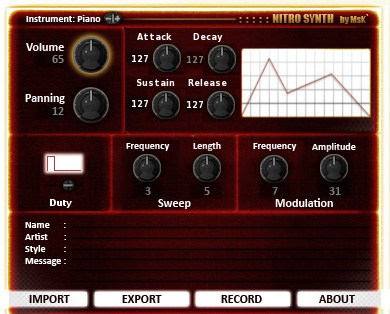 Instrument: Piano
NITRO SYNTH by MsK
Volume
65
Panning
12
Attack
127
Decay
127
Sustain
127
Release
127
Duty
Frequency
3
Length
5
Sweep
Frequency
7
Amplitude
31
Modulation
Name :
Artist :
Style :
Message :
IMPORT EXPORT RECORD ABOUT